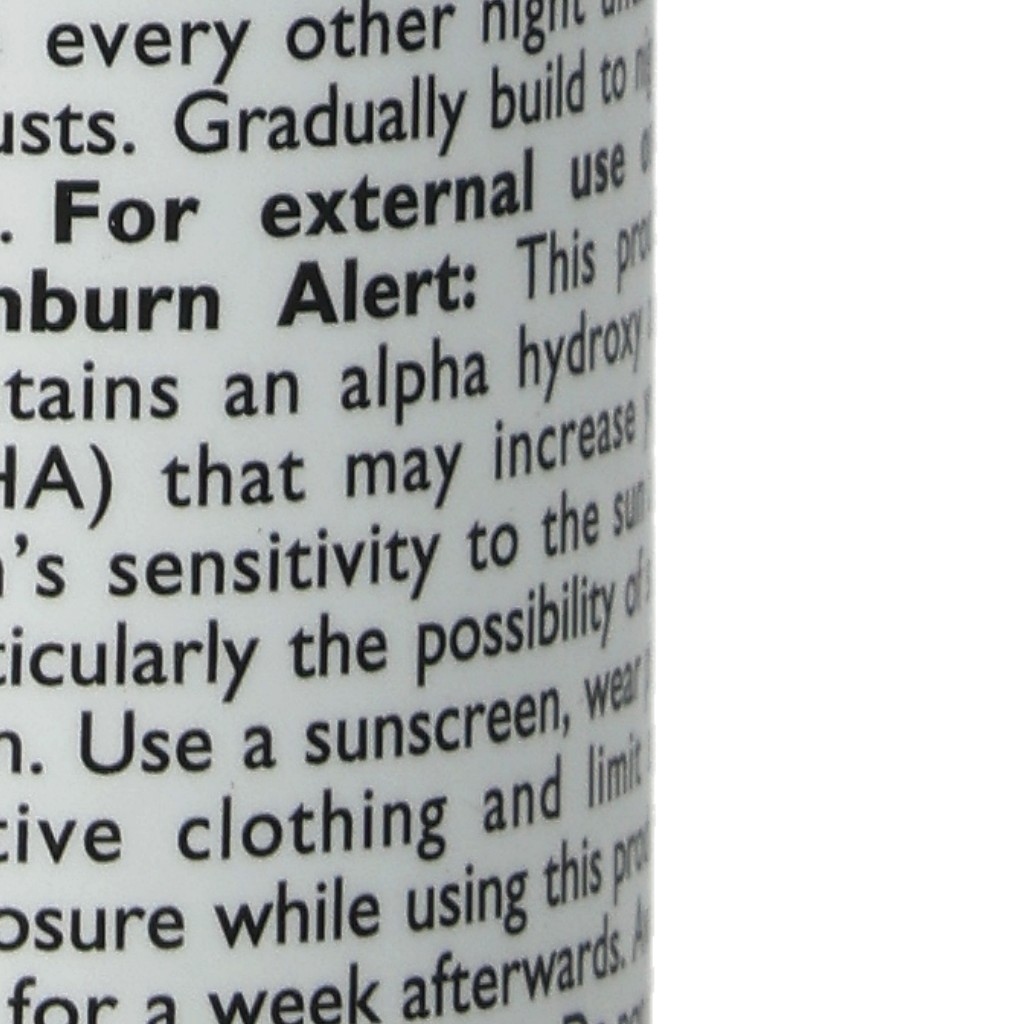 every other night
usts. Gradually build to
. For external use
nburn Alert: This
tains an alpha hydroxy
HA) that may increase
's sensitivity to the sun
ticularly the possibility of
n. Use a sunscreen, wear
tive clothing and limit
osure while using this
for a week afterwards.